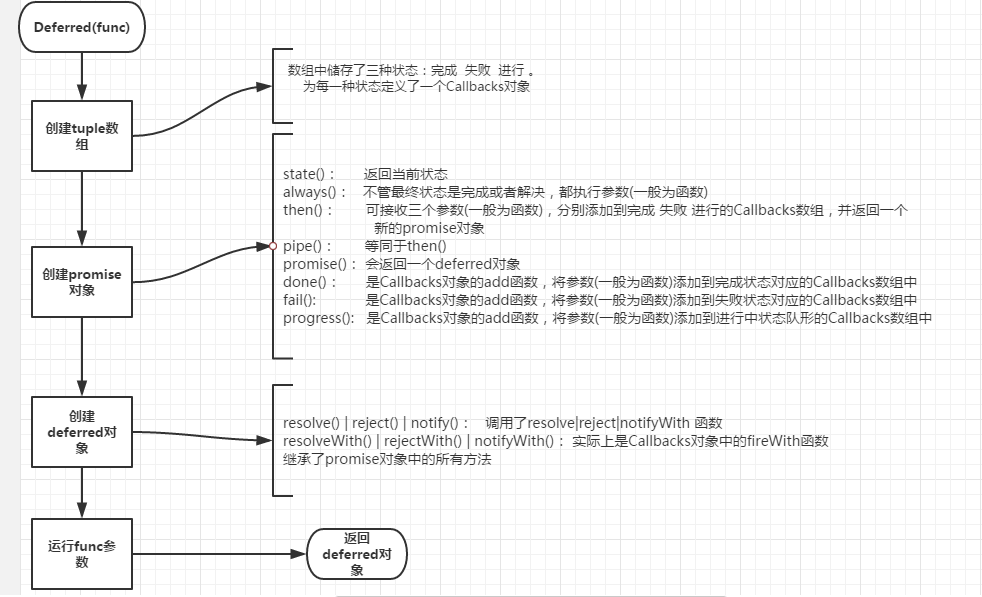 Deferred(func)
数组中储存了三种状态：完成 失败 进行 。
为每一种状态定义了一个Callbacks对象
创建tuple数
组
state()： 返回当前状态
always()： 不管最终状态是完成或者解决，都执行参数(一般为函数)
then()： 可接收三个参数(一般为函数)，分别添加到完成 失败 进行的Callbacks数组，并返回一个
新的promise对象
pipe()： 等同于then()
promise()： 会返回一个deferred对象
done()： 是Callbacks对象的add函数，将参数(一般为函数)添加到完成状态对应的Callbacks数组中
fail(): 是Callbacks对象的add函数，将参数(一般为函数)添加到失败状态对应的Callbacks数组中
progress(): 是Callbacks对象的add函数，将参数(一般为函数)添加到进行中状态队形的Callbacks数组中
创建promise
对象
resolve() | reject() | notify()： 调用了resolve|reject|notifyWith 函数
resolveWith() | rejectWith() | notifyWith()： 实际上是Callbacks对象中的fireWith函数
继承了promise对象中的所有方法
创建
deferred对
象
运行func参
数
返回
deferred对
象